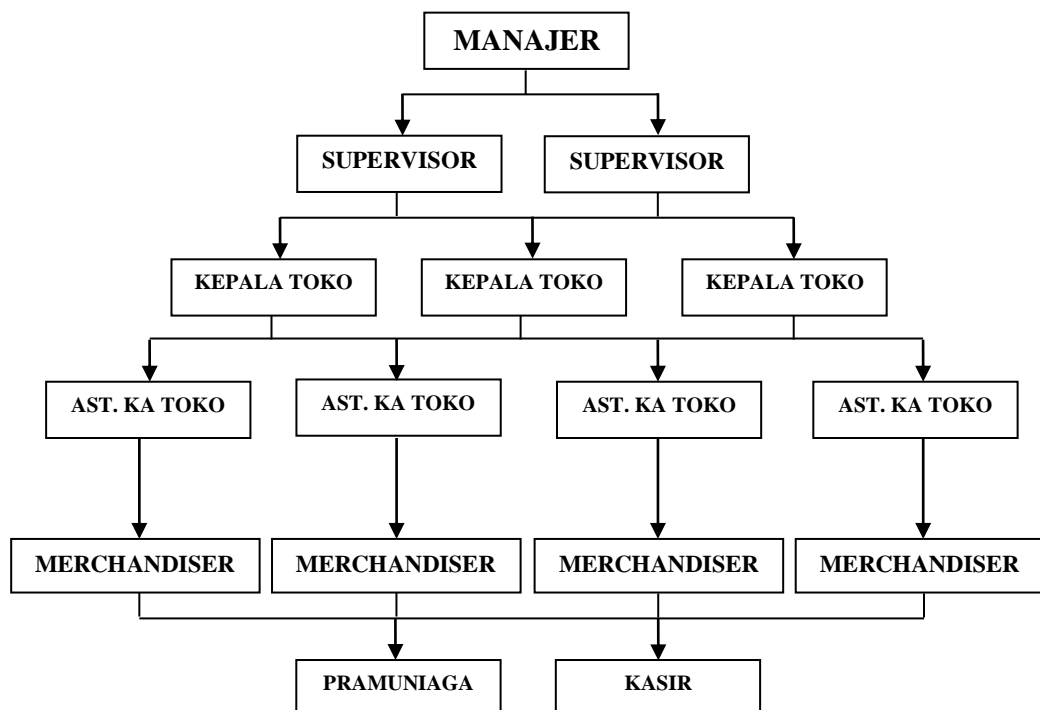 MANAJER
SUPERVISOR
SUPERVISOR
KEPALA TOKO
KEPALA TOKO
KEPALA TOKO
AST. KA TOKO
AST. KA TOKO
AST. KA TOKO
AST. KA TOKO
MERCHANDISER
MERCHANDISER
MERCHANDISER
MERCHANDISER
PRAMUNIAGA
KASIR